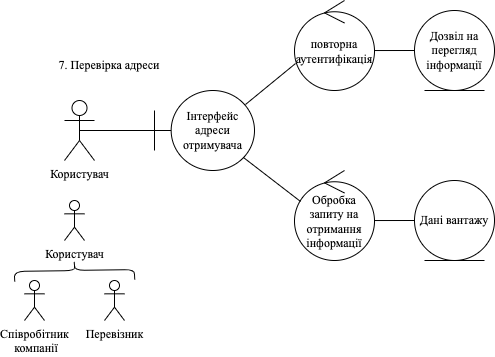 7. Перевірка адреси
Користувач
Інтерфейс
адреси
отримувача
повторна
аутентифікація
Дозвіл на
перегляд
інформації
Обробка
запиту на
отримання
інформації
Дані вантажу
Користувач
Співробітник
компанії
Перевізник